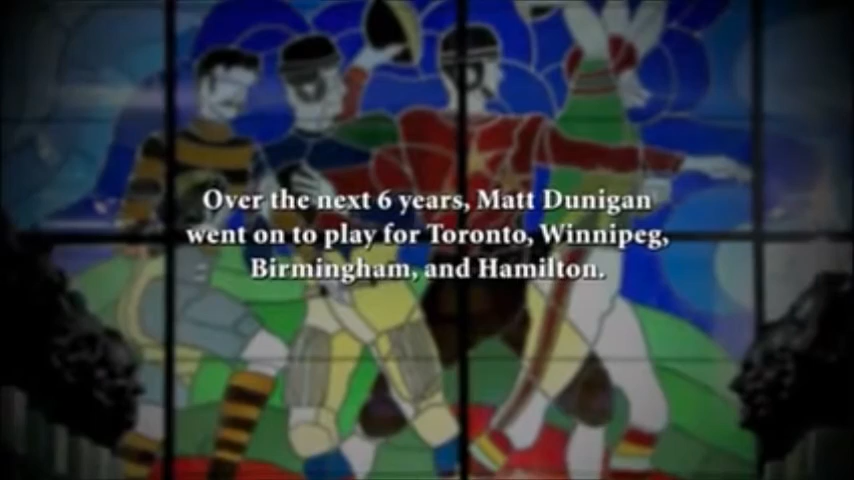 Over the next 6 years, Matt Dunigan
went on to play for Toronto, Winnipeg,
Birmingham, and Hamilton.